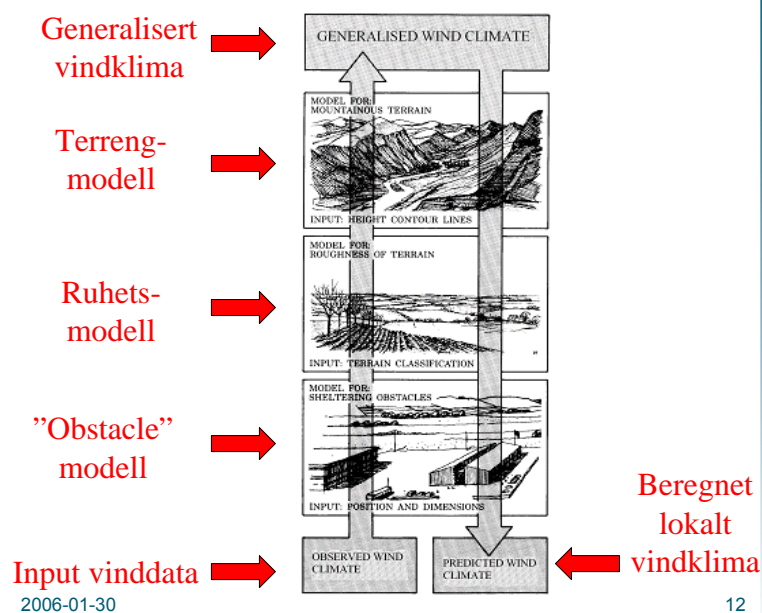 Generalisert
vindklima
GENERALISED WIND CLIMATE
Terreng-
modell
MODEL FOR:
MOUNTAINOUS TERRAIN
INPUT: HEIGHT CONTOUR LINES
Ruhets-
modell
MODEL FOR:
ROUGHNESS OF TERRAIN
INPUT: TERRAIN CLASSIFICATION
”Obstacle”
modell
MODEL FOR:
SHELTERING OBSTACLES
INPUT: POSITION AND DIMENSIONS
Input vinddata
OBSERVED WIND
CLIMATE
PREDICTED WIND
CLIMATE
Beregnet
lokalt
vindklima
2006-01-30
12